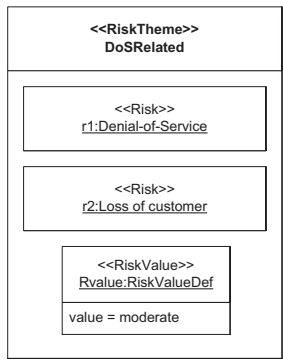 <<RiskTheme>>
DoSRelated
<<Risk>>
r1:Denial-of-Service
<<Risk>>
r2:Loss of customer
<<RiskValue>>
Rvalue:RiskValueDef
value = moderate